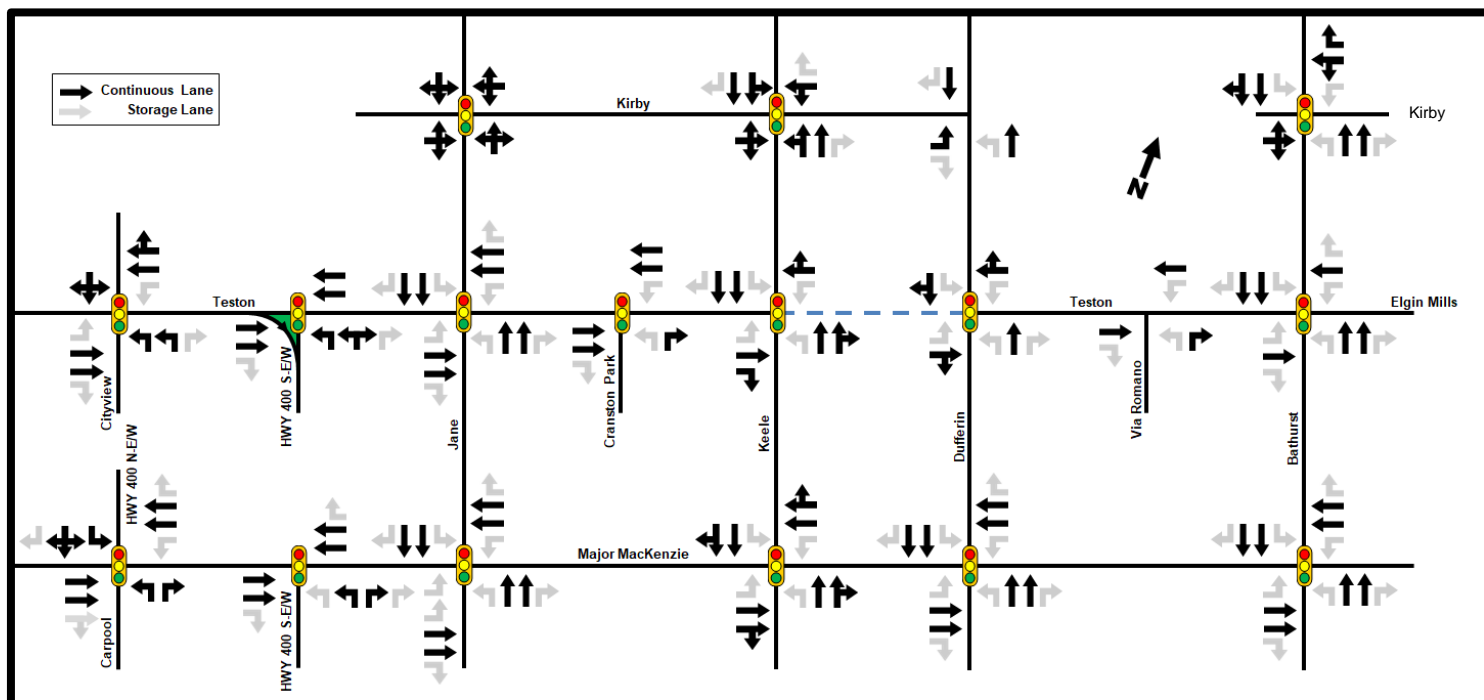 Continuous Lane
Storage Lane
Kirby
Kirby
N
Teston
Teston
Elgin Mills
Cityview
HWY 400 S-E/W
Jane
Cranston Park
Keele
Dufferin
Via Romano
Bathurst
HWY 400 N-E/W
Major MacKenzie
Carpool
HWY 400 S-E/W